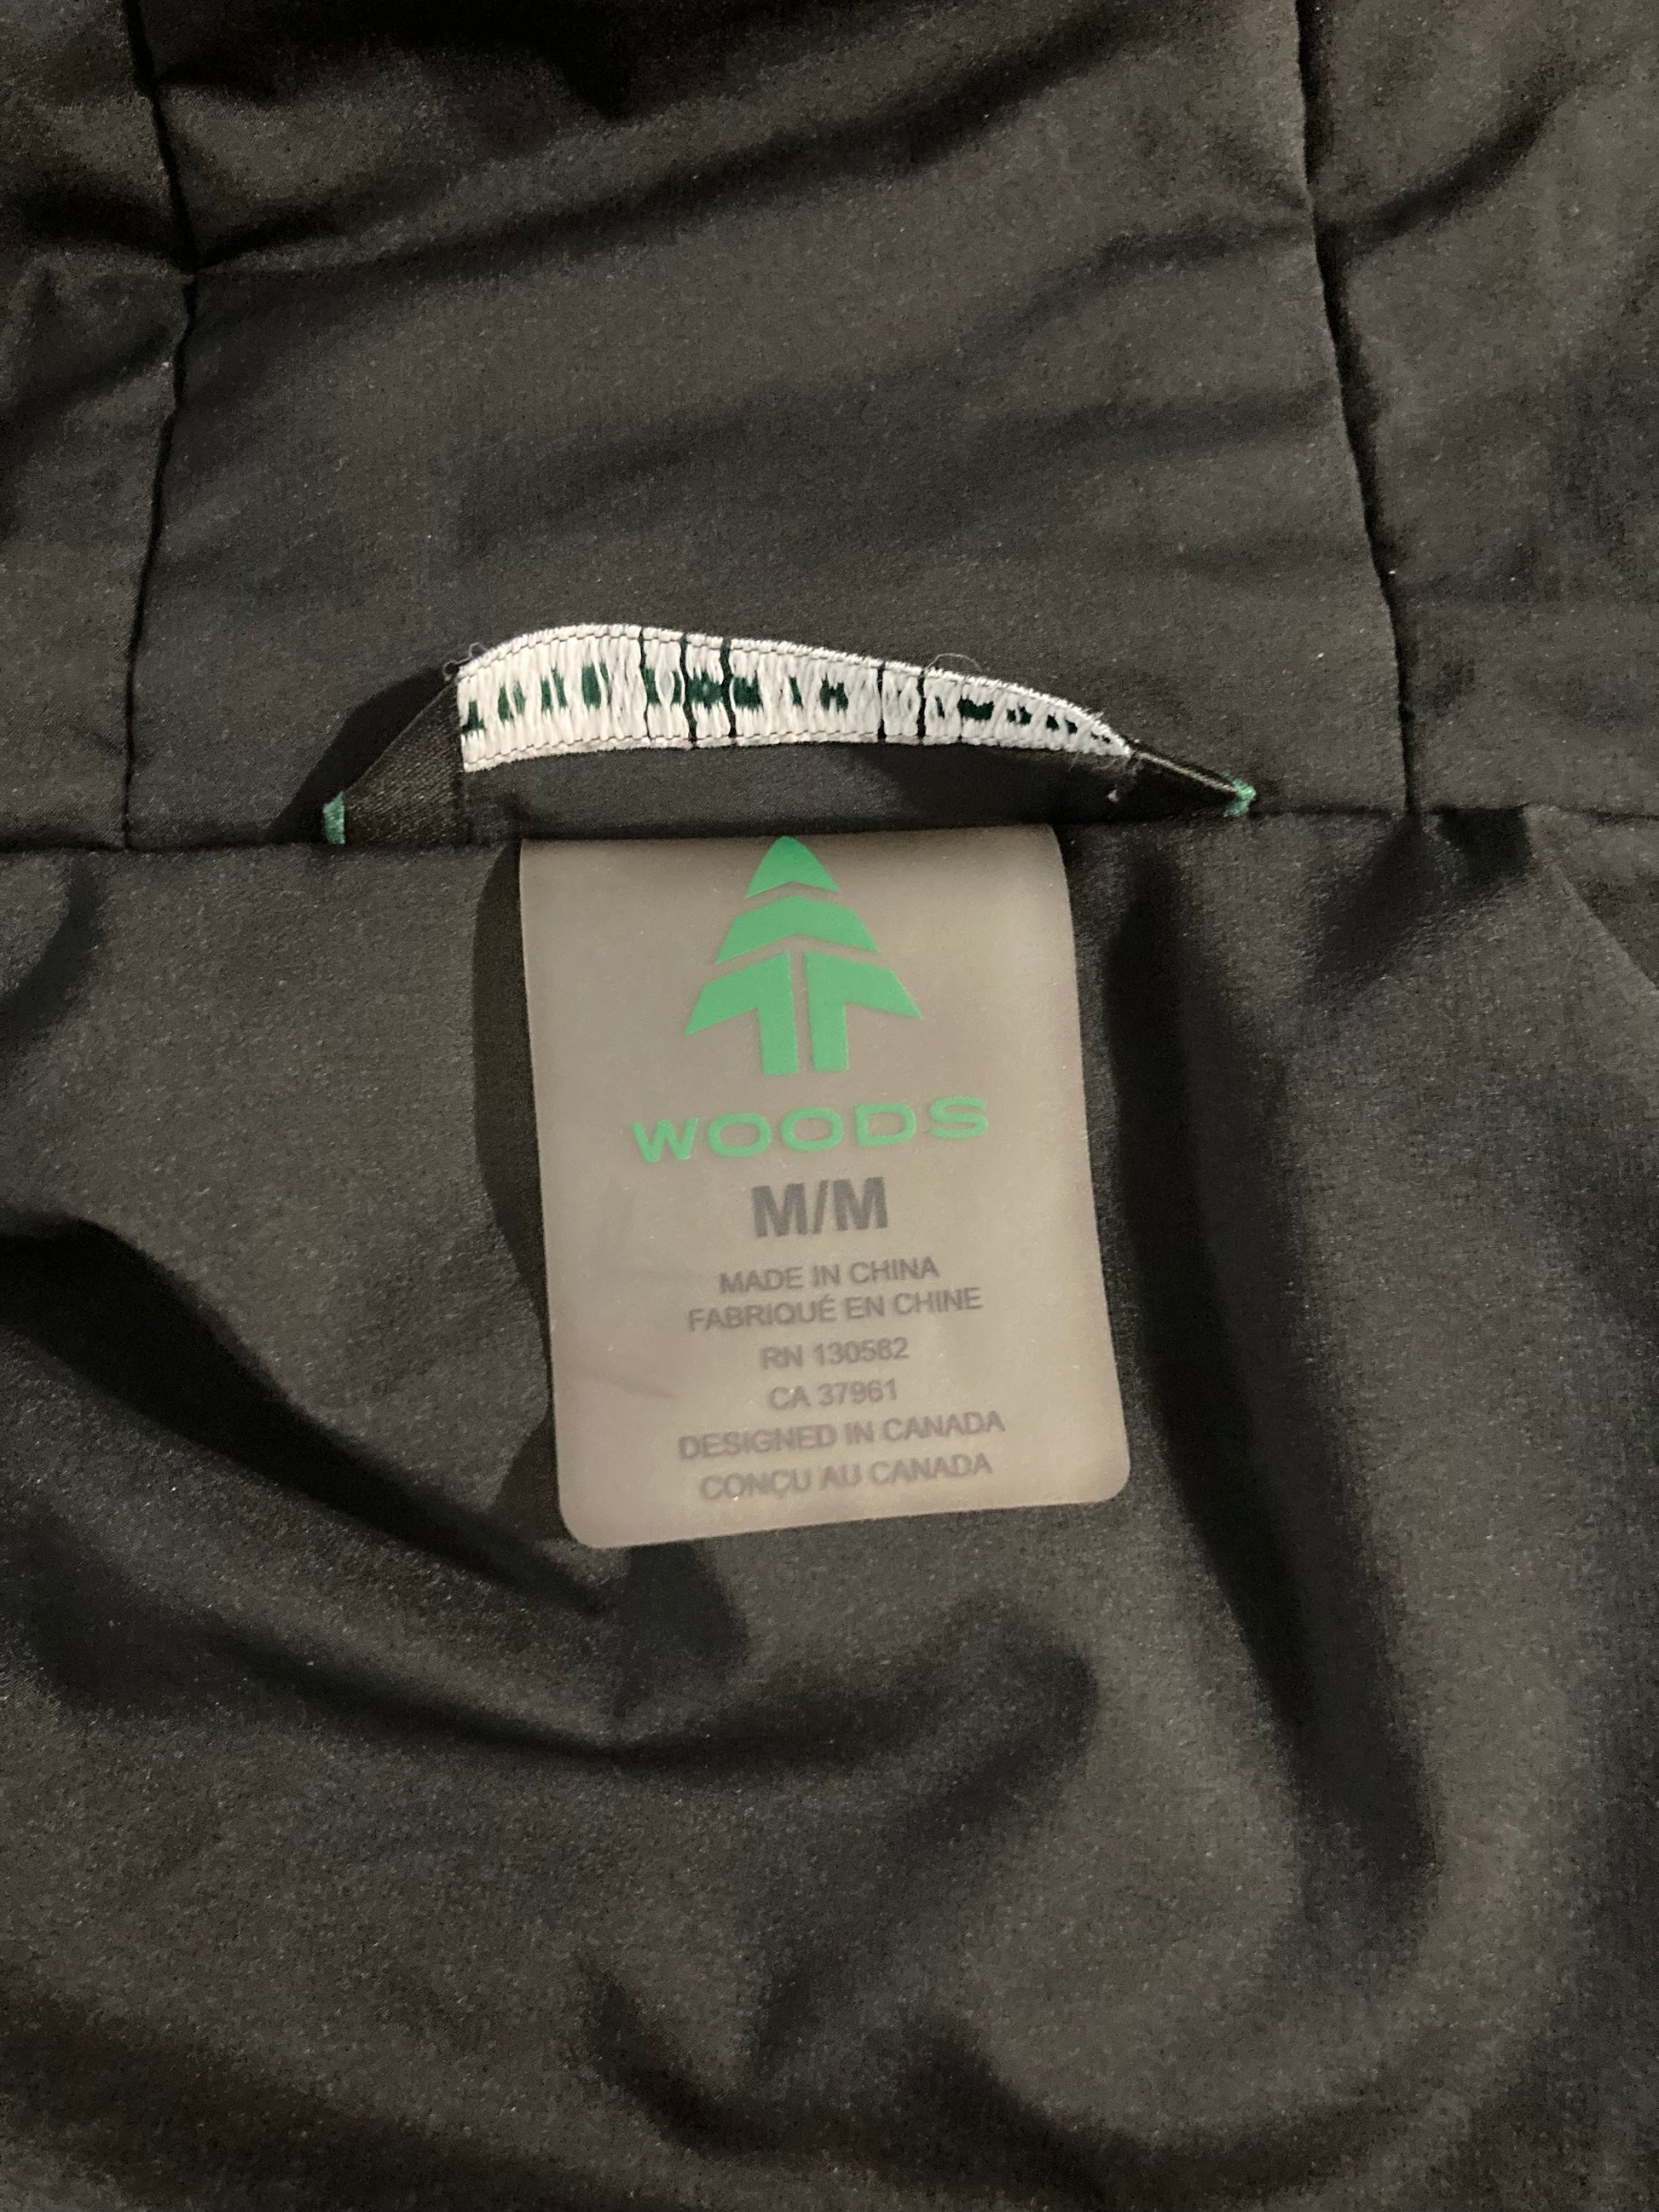 WOODS
M/M
MADE IN CHINA
FABRIQUÉ EN CHINE
RN 130582
CA 37961
DESIGNED IN CANADA
CONÇU AU CANADA